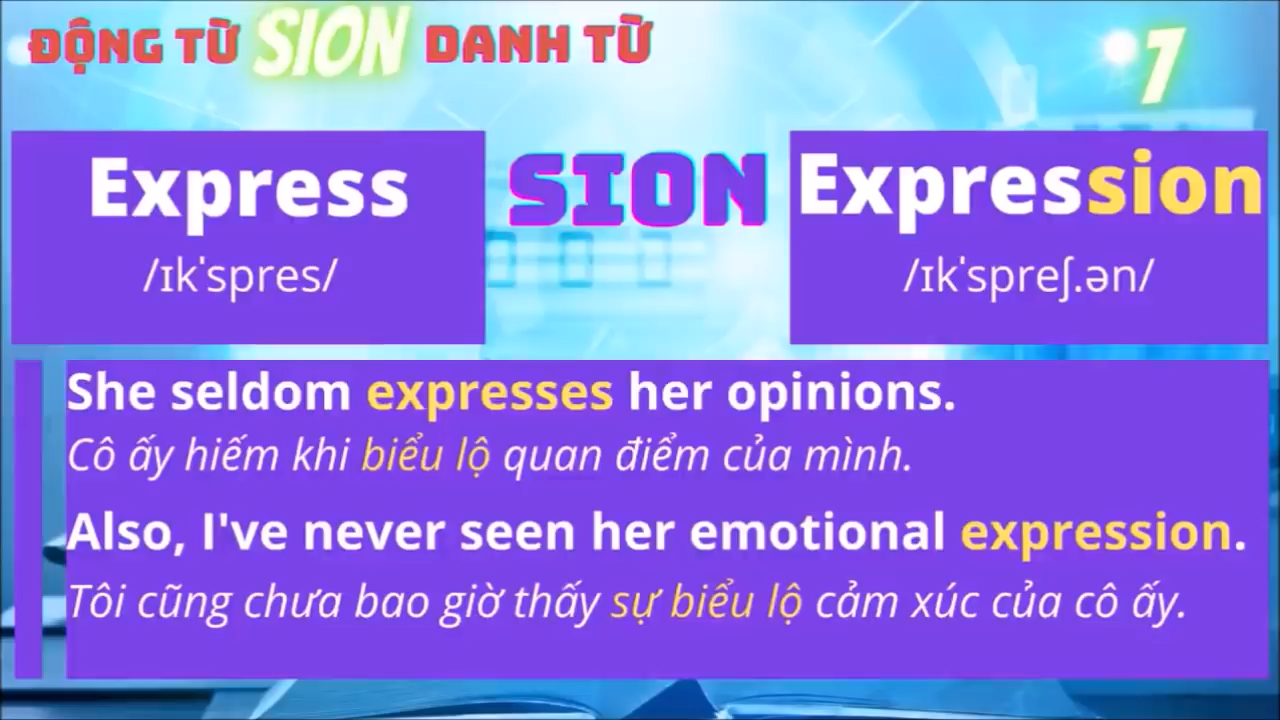 ĐỘNG TỪ SION DANH TỪ
7
Express SION Expression
/ɪkˈspres/ /ɪkˈspreʃ.ən/
She seldom expresses her opinions.
Cô ấy hiếm khi biểu lộ quan điểm của mình.
Also, I've never seen her emotional expression.
Tôi cũng chưa bao giờ thấy sự biểu lộ cảm xúc của cô ấy.